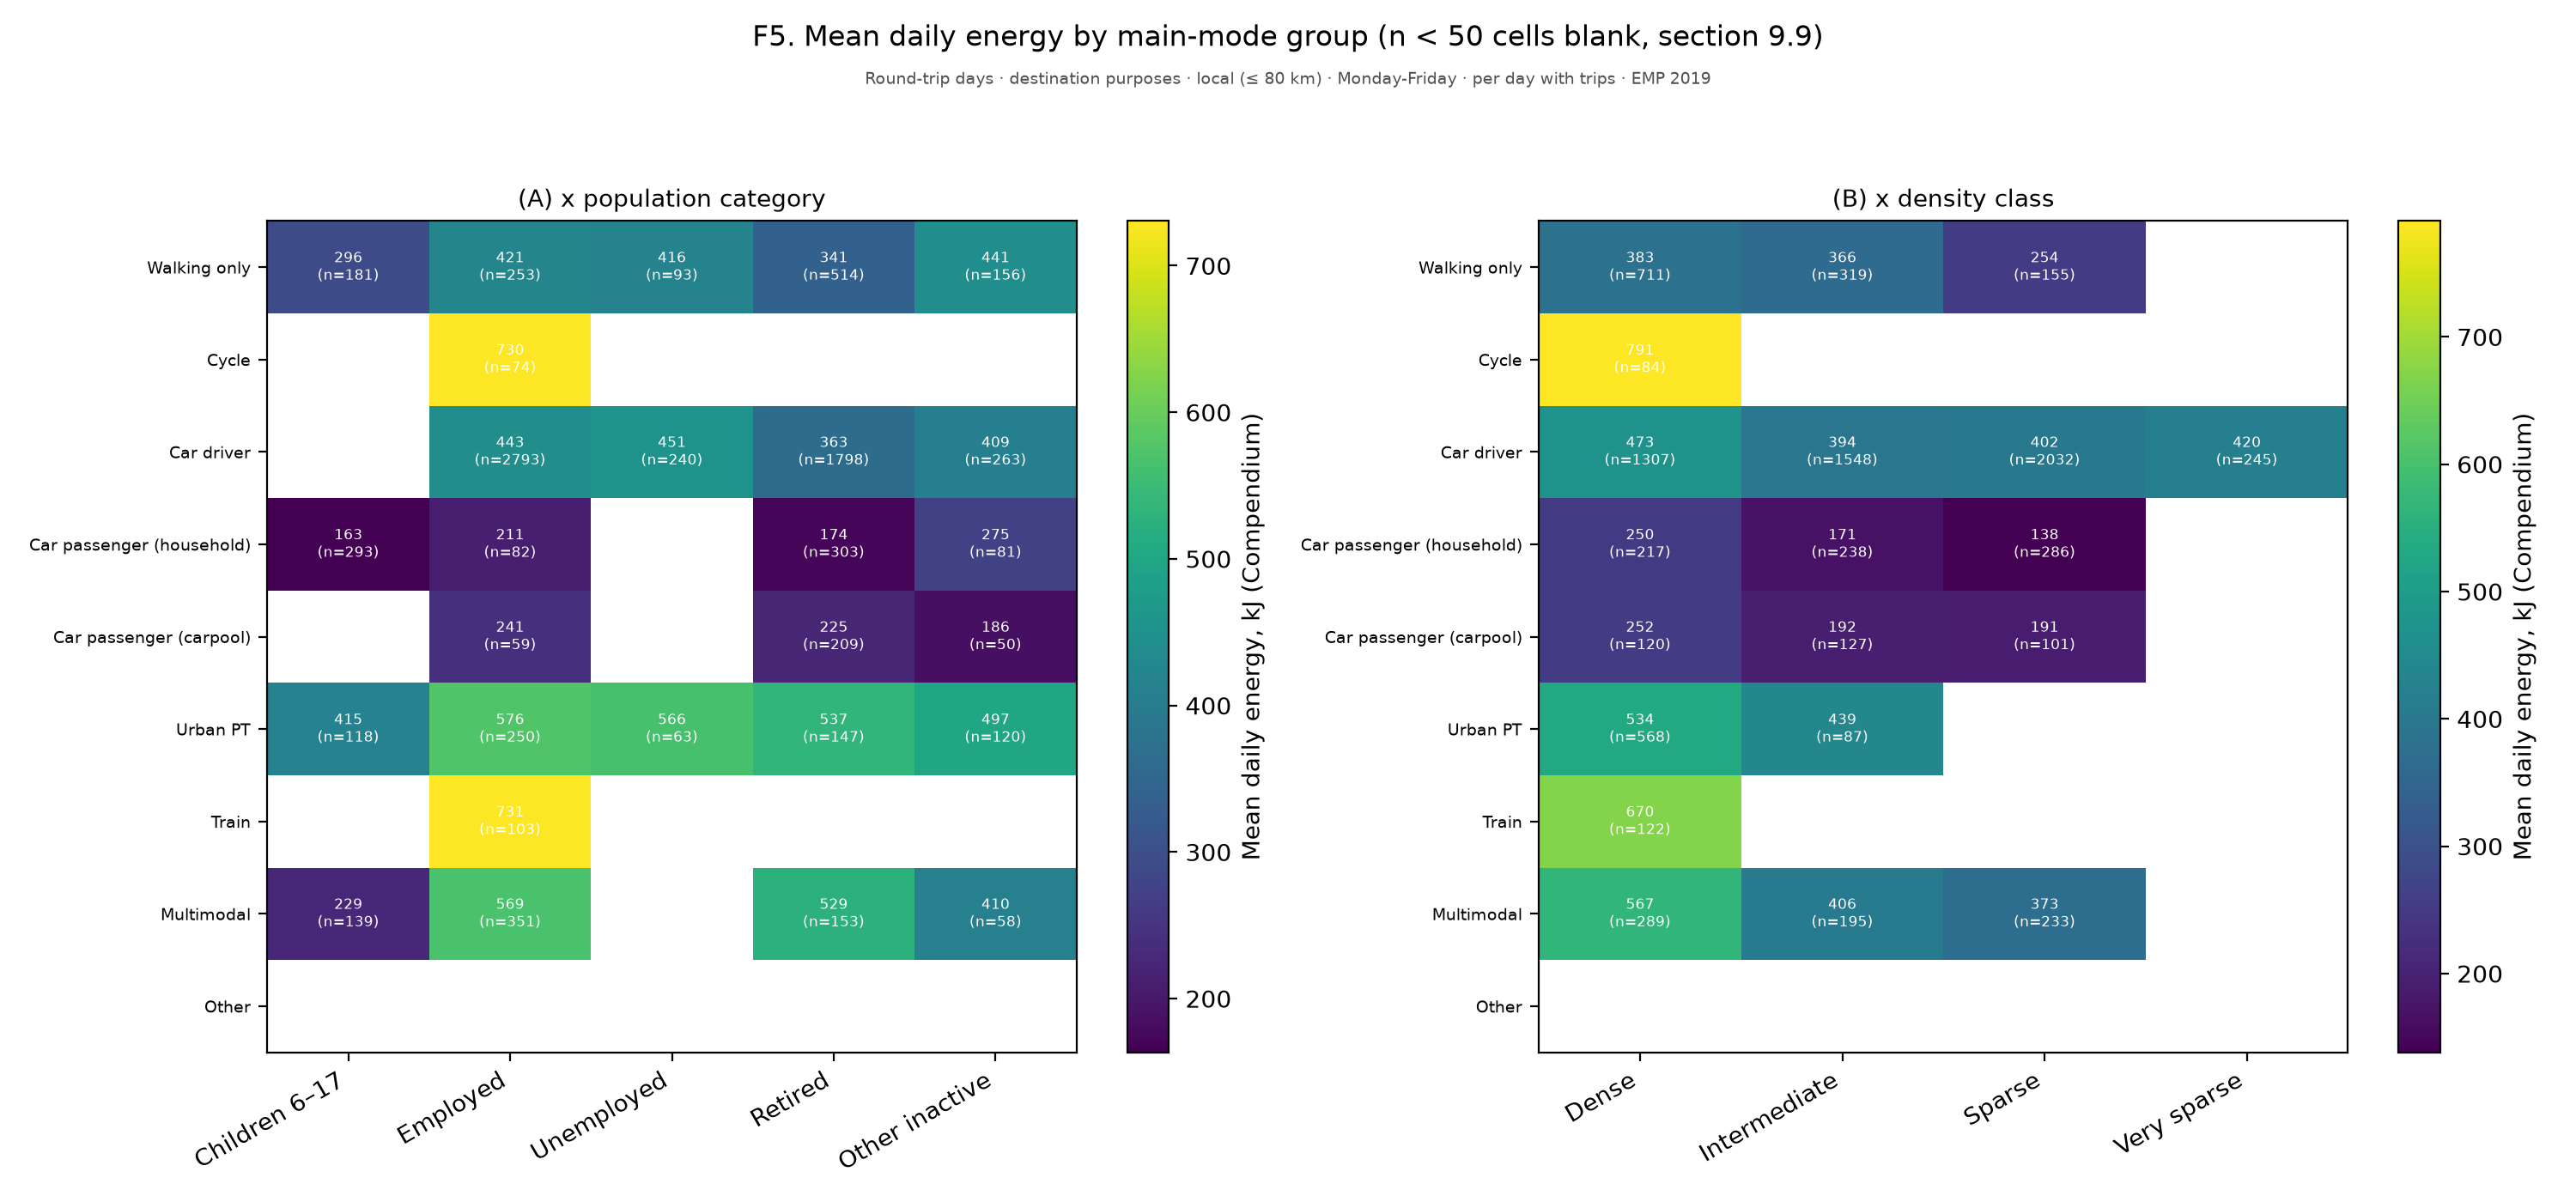 F5. Mean daily energy by main-mode group (n < 50 cells blank, section 9.9)
Round-trip days · destination purposes · local (≤ 80 km) · Monday-Friday · per day with trips · EMP 2019
(A) x population category
Walking only
296
(n=181)
421
(n=253)
416
(n=93)
341
(n=514)
441
(n=156)
Cycle
730
(n=74)
Car driver
443
(n=2793)
451
(n=240)
363
(n=1798)
409
(n=263)
Car passenger (household)
163
(n=293)
211
(n=82)
174
(n=303)
275
(n=81)
Car passenger (carpool)
241
(n=59)
225
(n=209)
186
(n=50)
Urban PT
415
(n=118)
576
(n=250)
566
(n=63)
537
(n=147)
497
(n=120)
Train
731
(n=103)
Multimodal
229
(n=139)
569
(n=351)
529
(n=153)
410
(n=58)
Other
Children 6–17
Employed
Unemployed
Retired
Other inactive
700
600
500
400
300
200
Mean daily energy, kJ (Compendium)
(B) x density class
Walking only
383
(n=711)
366
(n=319)
254
(n=155)
Cycle
791
(n=84)
Car driver
473
(n=1307)
394
(n=1548)
402
(n=2032)
420
(n=245)
Car passenger (household)
250
(n=217)
171
(n=238)
138
(n=286)
Car passenger (carpool)
252
(n=120)
192
(n=127)
191
(n=101)
Urban PT
534
(n=568)
439
(n=87)
Train
670
(n=122)
Multimodal
567
(n=289)
406
(n=195)
373
(n=233)
Other
Dense
Intermediate
Sparse
Very sparse
700
600
500
400
300
200
Mean daily energy, kJ (Compendium)